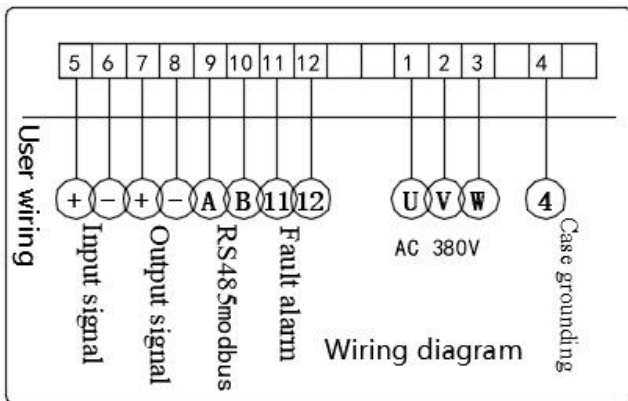 5 6 7 8 9 10 11 12 1 2 3 4
User wiring
+ - + - A B 11 12 U V W 4
Input signal
Output signal
RS485modbus
Fault alarm
AC 380V
Case grounding
Wiring diagram